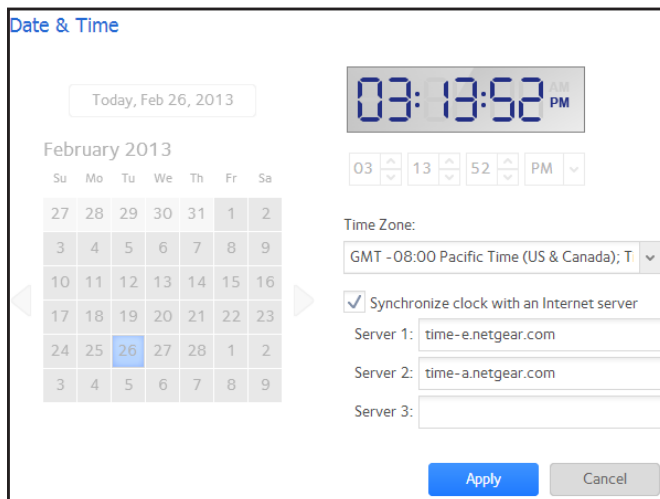 Date & Time
Today, Feb 26, 2013
February 2013
Su Mo Tu We Th Fr Sa
27 28 29 30 31 1 2
3 4 5 6 7 8 9
10 11 12 13 14 15 16
17 18 19 20 21 22 23
24 25 26 27 28 1 2
3 4 5 6 7 8 9
03:13:52 AM PM
03 13 52 PM
Time Zone:
GMT -08:00 Pacific Time (US & Canada); Ti
Synchronize clock with an Internet server
Server 1: time-e.netgear.com
Server 2: time-a.netgear.com
Server 3:
Apply Cancel